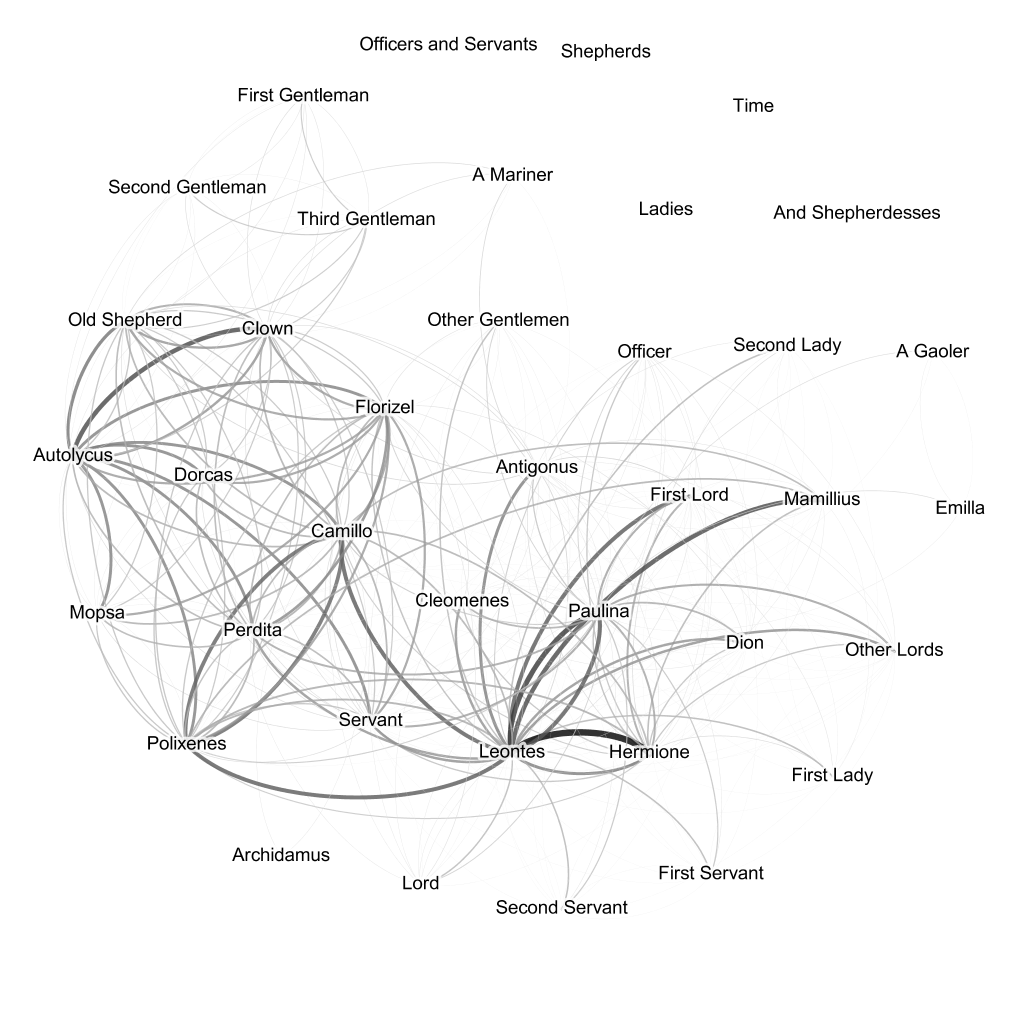 Officers and Servants
Shepherds
First Gentleman
Time
A Mariner
Second Gentleman
Third Gentleman
Ladies
And Shepherdesses
Old Shepherd
Clown
Other Gentlemen
Officer
Second Lady
A Gaoler
Florizel
Autolycus
Dorcas
Antigonus
First Lord
Mamillius
Emilla
Camillo
Mopsa
Perdita
Cleomenes
Paulina
Dion
Other Lords
Polixenes
Servant
Leontes
Hermione
First Lady
Archidamus
Lord
First Servant
Second Servant